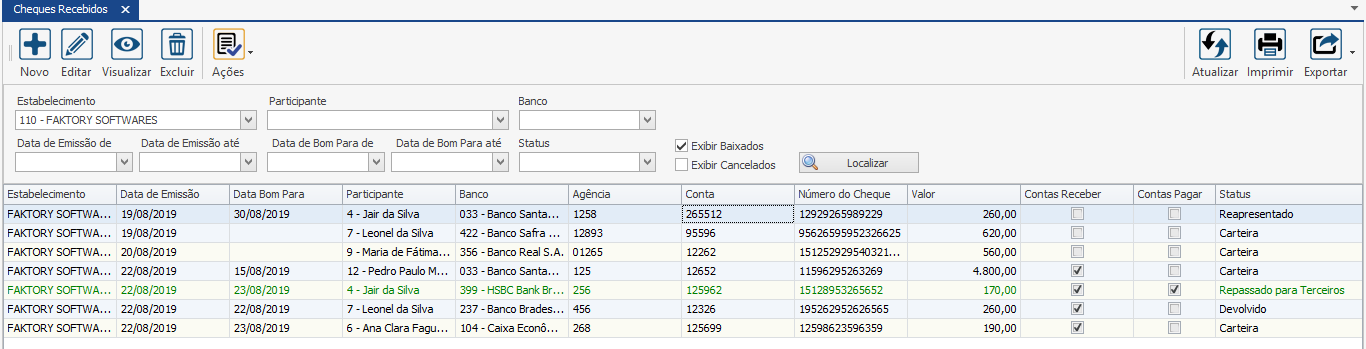 Cheques Recebidos
Novo Editar Visualizar Excluir Ações Atualizar Imprimir Exportar
Estabelecimento Participante Banco
110 - FAKTORY SOFTWARES
Data de Emissão de Data de Emissão até Data de Bom Para de Data de Bom Para até Status
Exibir Baixados
Exibir Cancelados
Localizar
Estabelecimento Data de Emissão Data Bom Para Participante Banco Agência Conta Número do Cheque Valor Contas Receber Contas Pagar Status
FAKTORY SOFTWA... 19/08/2019 30/08/2019 4 - Jair da Silva 033 - Banco Santa... 1258 265512 12929265989229 260,00 Reapresentado
FAKTORY SOFTWA... 19/08/2019 7 - Leonel da Silva 422 - Banco Safra ... 12893 95596 95626595952326625 620,00 Carteira
FAKTORY SOFTWA... 20/08/2019 9 - Maria de Fátima... 356 - Banco Real S.A. 01265 12262 151252929540321... 560,00 Carteira
FAKTORY SOFTWA... 22/08/2019 15/08/2019 12 - Pedro Paulo M... 033 - Banco Santa... 125 12652 11596295263269 4.800,00 Carteira
FAKTORY SOFTWA... 22/08/2019 23/08/2019 4 - Jair da Silva 399 - HSBC Bank Br... 256 125962 15128953265652 170,00 Repassado para Terceiros
FAKTORY SOFTWA... 22/08/2019 22/08/2019 7 - Leonel da Silva 237 - Banco Brades... 456 12326 195262952626565 260,00 Devolvido
FAKTORY SOFTWA... 22/08/2019 23/08/2019 6 - Ana Clara Fagu... 104 - Caixa Econô... 268 125699 12598623596359 190,00 Carteira